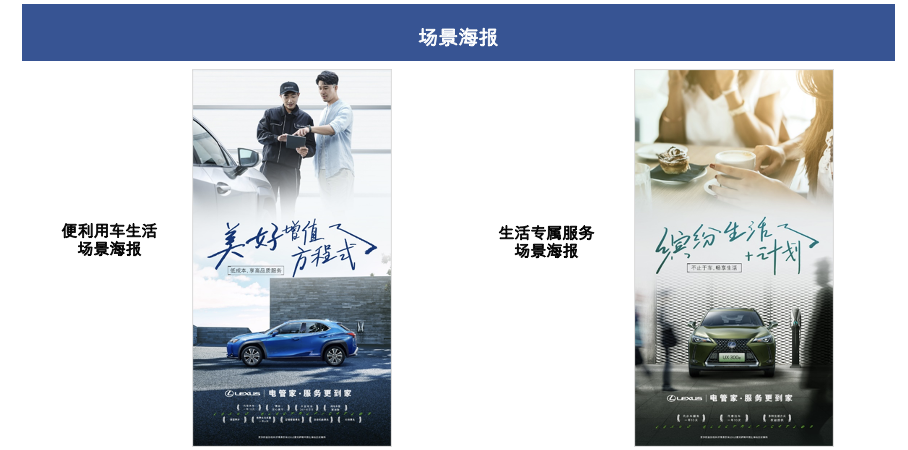 场景海报
便利用车生活
场景海报
美好增值
方程式
低成本,享高品质服务
LEXUS 电管家·服务更到家
生活专属服务
场景海报
缤纷生活
+计划
不止于车,畅享生活
UX 300e
LEXUS 电管家·服务更到家